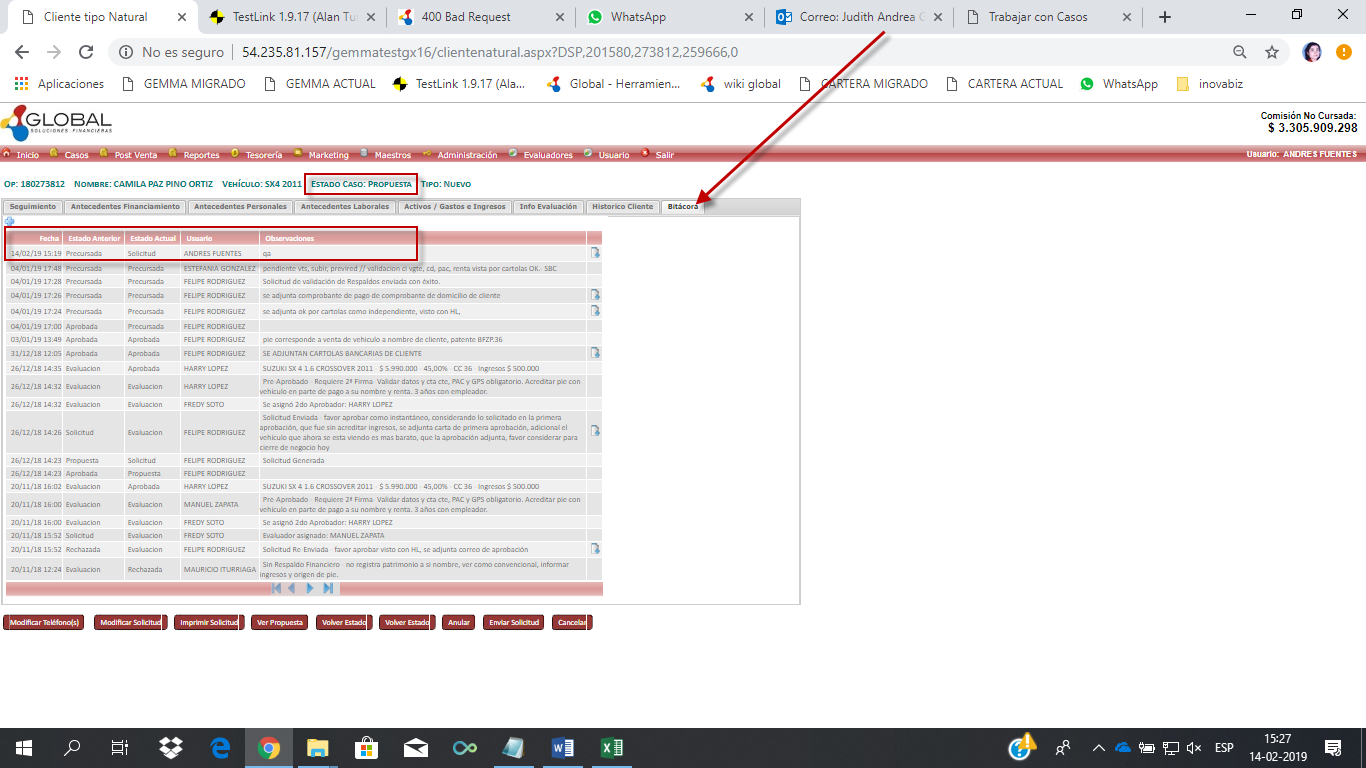 Cliente tipo Natural
TestLink 1.9.17 (Alan Tu
400 Bad Request
WhatsApp
Correo: Judith Andrea G
Trabajar con Casos
No es seguro
54.235.81.157/gemmatestgx16/clientenatural.aspx?DSP,201580,273812,259666,0
Aplicaciones
GEMMA MIGRADO
GEMMA ACTUAL
TestLink 1.9.17 (Ala...
Global - Herramien...
wiki global
CARTERA MIGRADO
CARTERA ACTUAL
WhatsApp
inovabiz
GLOBAL
SOLUCIONES FINANCIERAS
Comisión No Cursada:
$ 3.305.909.298
Inicio Casos Post Venta Reportes Tesorería Marketing Maestros Administración Evaluadores Usuario Salir
Usuario: ANDRES FUENTES
Op: 180273812 Nombre: CAMILA PAZ PINO ORTIZ Vehículo: SX4 2011 Estado Caso: Propuesta Tipo: Nuevo
Seguimiento Antecedentes Financiamiento Antecedentes Personales Antecedentes Laborales Activos / Gastos e Ingresos Info Evaluación Historico Cliente Bitácora
Fecha Estado Anterior Estado Actual Usuario Observaciones
14/02/19 15:19 Precursada Solicitud ANDRES FUENTES qa
04/01/19 17:48 Precursada Precursada ESTEFANIA GONZALEZ pendiente vts, subir, previred // validacion ci vgte, cd, pac, renta vista por cartolas OK.- SBC
04/01/19 17:28 Precursada Precursada FELIPE RODRIGUEZ Solicitud de validación de Respaldos enviada con éxito.
04/01/19 17:26 Precursada Precursada FELIPE RODRIGUEZ se adjunta comprobante de pago de comprobante de domicilio de cliente
04/01/19 17:24 Precursada Precursada FELIPE RODRIGUEZ se adjunta ok por cartolas como independiente, visto con HL,
04/01/19 17:00 Aprobada Precursada FELIPE RODRIGUEZ
03/01/19 13:49 Aprobada Aprobada FELIPE RODRIGUEZ pie corresponde a venta de vehiculo a nombre de cliente, patente BFZP.36
31/12/18 12:05 Aprobada Aprobada FELIPE RODRIGUEZ SE ADJUNTAN CARTOLAS BANCARIAS DE CLIENTE
26/12/18 14:35 Evaluacion Aprobada HARRY LOPEZ SUZUKI SX 4 1.6 CROSSOVER 2011 - $ 5.990.000 - 45,00% - CC 36 - Ingresos $ 500.000
26/12/18 14:32 Evaluacion Evaluacion HARRY LOPEZ Pre-Aprobado - Requiere 2ª Firma- Validar datos y cta cte, PAC y GPS obligatorio. Acreditar pie con
vehículo en parte de pago a su nombre y renta. 3 años con empleador.
26/12/18 14:32 Evaluacion Evaluacion FREDY SOTO Se asignó 2do Aprobador: HARRY LOPEZ
26/12/18 14:26 Solicitud Evaluacion FELIPE RODRIGUEZ Solicitud Enviada - favor aprobar como instantáneo, considerando lo solicitado en la primera
aprobación, que fue sin acreditar ingresos, se adjunta carta de primera aprobación, adicional el
vehículo que ahora se esta viendo es mas barato, que la aprobación adjunta, favor considerar para
cierre de negocio hoy
26/12/18 14:23 Propuesta Solicitud FELIPE RODRIGUEZ Solicitud Generada
26/12/18 14:23 Aprobada Propuesta FELIPE RODRIGUEZ
20/11/18 16:02 Evaluacion Aprobada HARRY LOPEZ SUZUKI SX 4 1.6 CROSSOVER 2011 - $ 5.990.000 - 45,00% - CC 36 - Ingresos $ 500.000
20/11/18 16:00 Evaluacion Evaluacion MANUEL ZAPATA Pre-Aprobado - Requiere 2ª Firma- Validar datos y cta cte, PAC y GPS obligatorio. Acreditar pie con
vehículo en parte de pago a su nombre y renta. 3 años con empleador.
20/11/18 16:00 Evaluacion Evaluacion FREDY SOTO Se asignó 2do Aprobador: HARRY LOPEZ
20/11/18 15:52 Solicitud Evaluacion FREDY SOTO Evaluador asignado: MANUEL ZAPATA
20/11/18 15:52 Rechazada Evaluacion FELIPE RODRIGUEZ Solicitud Re-Enviada - favor aprobar visto con HL, se adjunta correo de aprobación
20/11/18 12:24 Evaluacion Rechazada MAURICIO ITURRIAGA Sin Respaldo Financiero - no registra patrimonio a si nombre, ver como convencional, informar
ingresos y origen de pie.
Modificar Teléfono(s) Modificar Solicitud Imprimir Solicitud Ver Propuesta Volver Estado Volver Estado Anular Enviar Solicitud Cancelar
ESP
15:27
14-02-2019